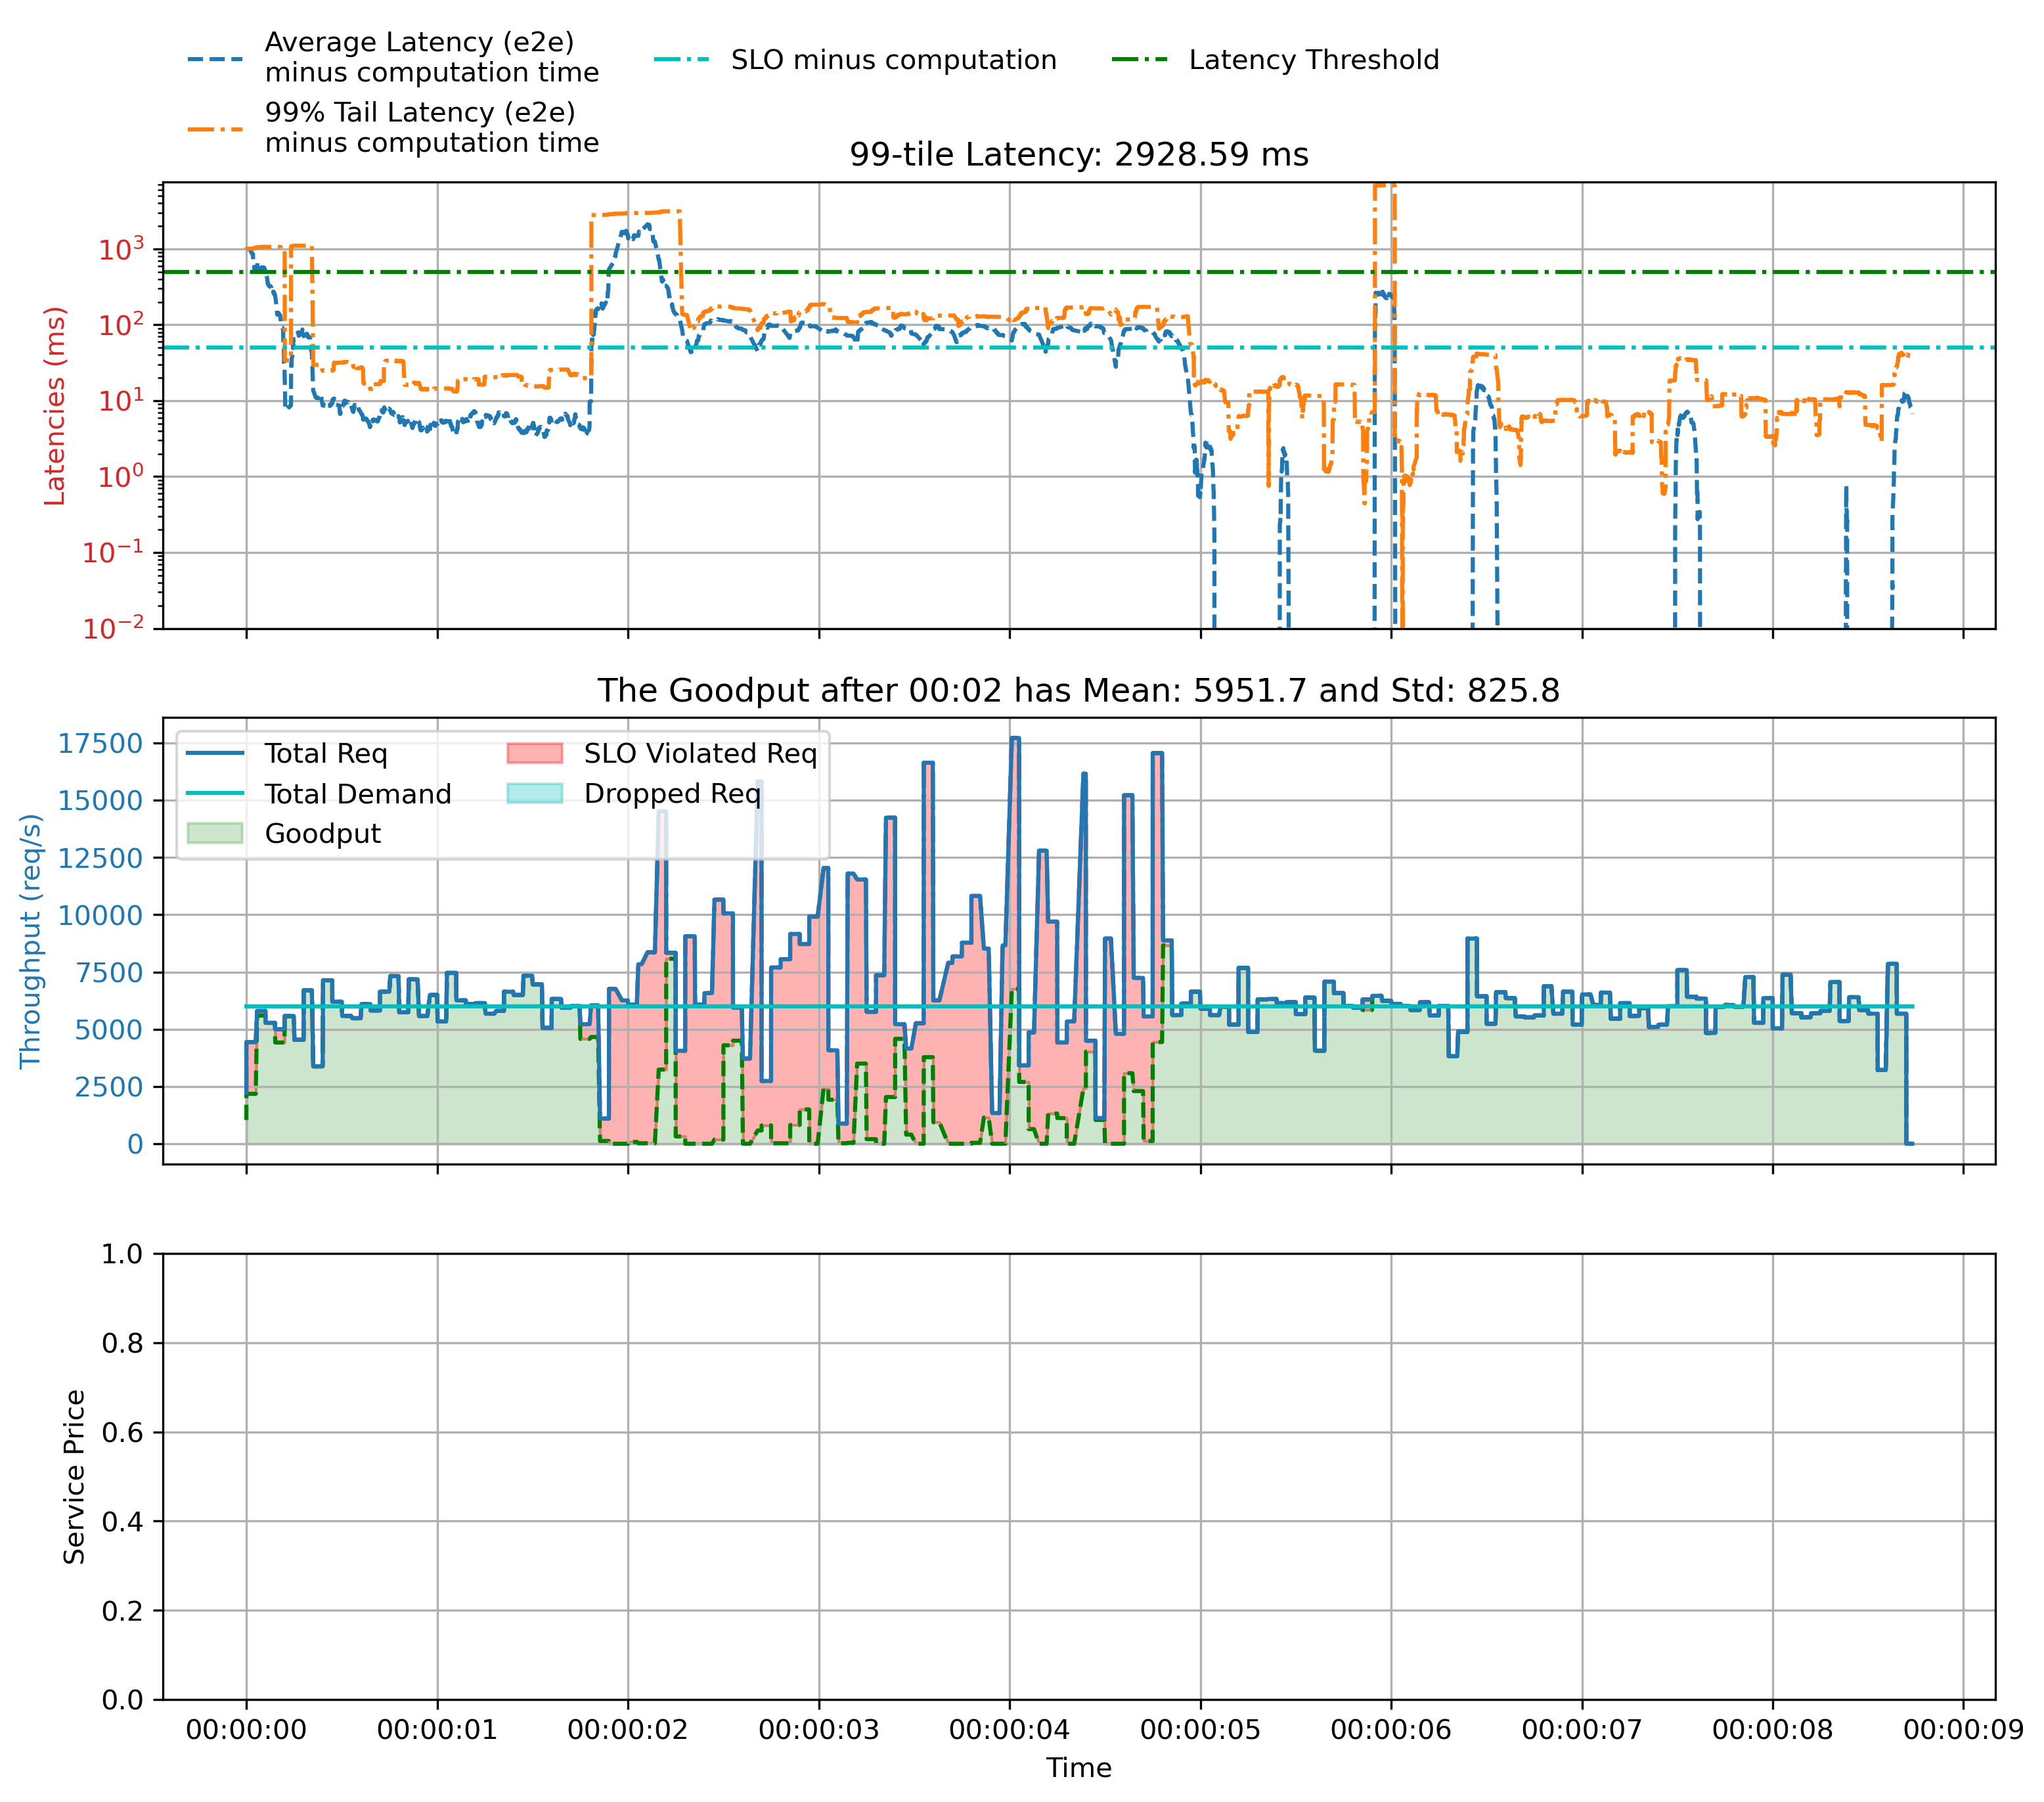 Average Latency (e2e)
minus computation time
99% Tail Latency (e2e)
minus computation time
SLO minus computation
Latency Threshold
99-tile Latency: 2928.59 ms
Latencies (ms)
10³
10²
10¹
10⁰
10⁻¹
10⁻²
The Goodput after 00:02 has Mean: 5951.7 and Std: 825.8
Throughput (req/s)
17500
15000
12500
10000
7500
5000
2500
0
Total Req
Total Demand
Goodput
SLO Violated Req
Dropped Req
Service Price
1.0
0.8
0.6
0.4
0.2
0.0
00:00:00 00:00:01 00:00:02 00:00:03 00:00:04 00:00:05 00:00:06 00:00:07 00:00:08 00:00:09
Time